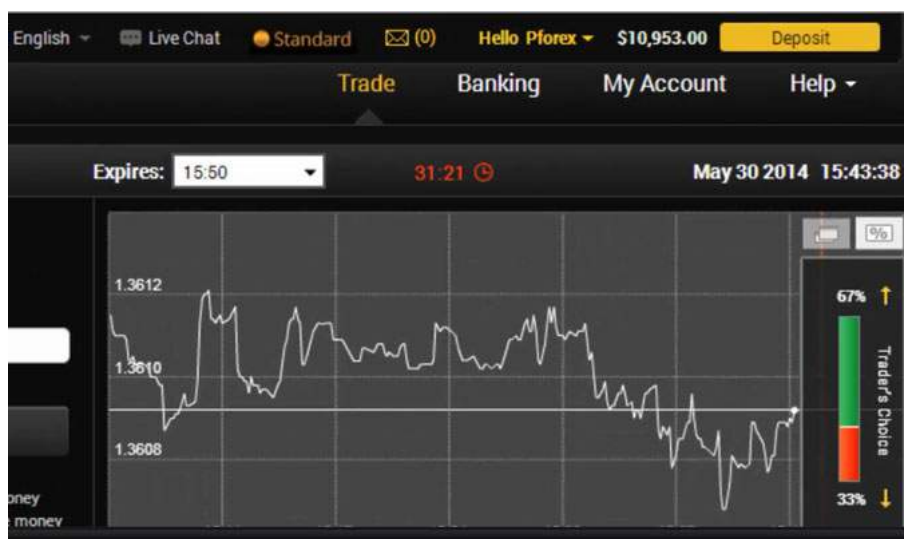 English Live Chat Standard (0) Hello Pforex $10,953.00 Deposit
Trade Banking My Account Help
Expires: 15:50 31:21 May 30 2014 15:43:38
%
1.3612
67%
1.3610
Trader's Choice
1.3608
33%
oney
money